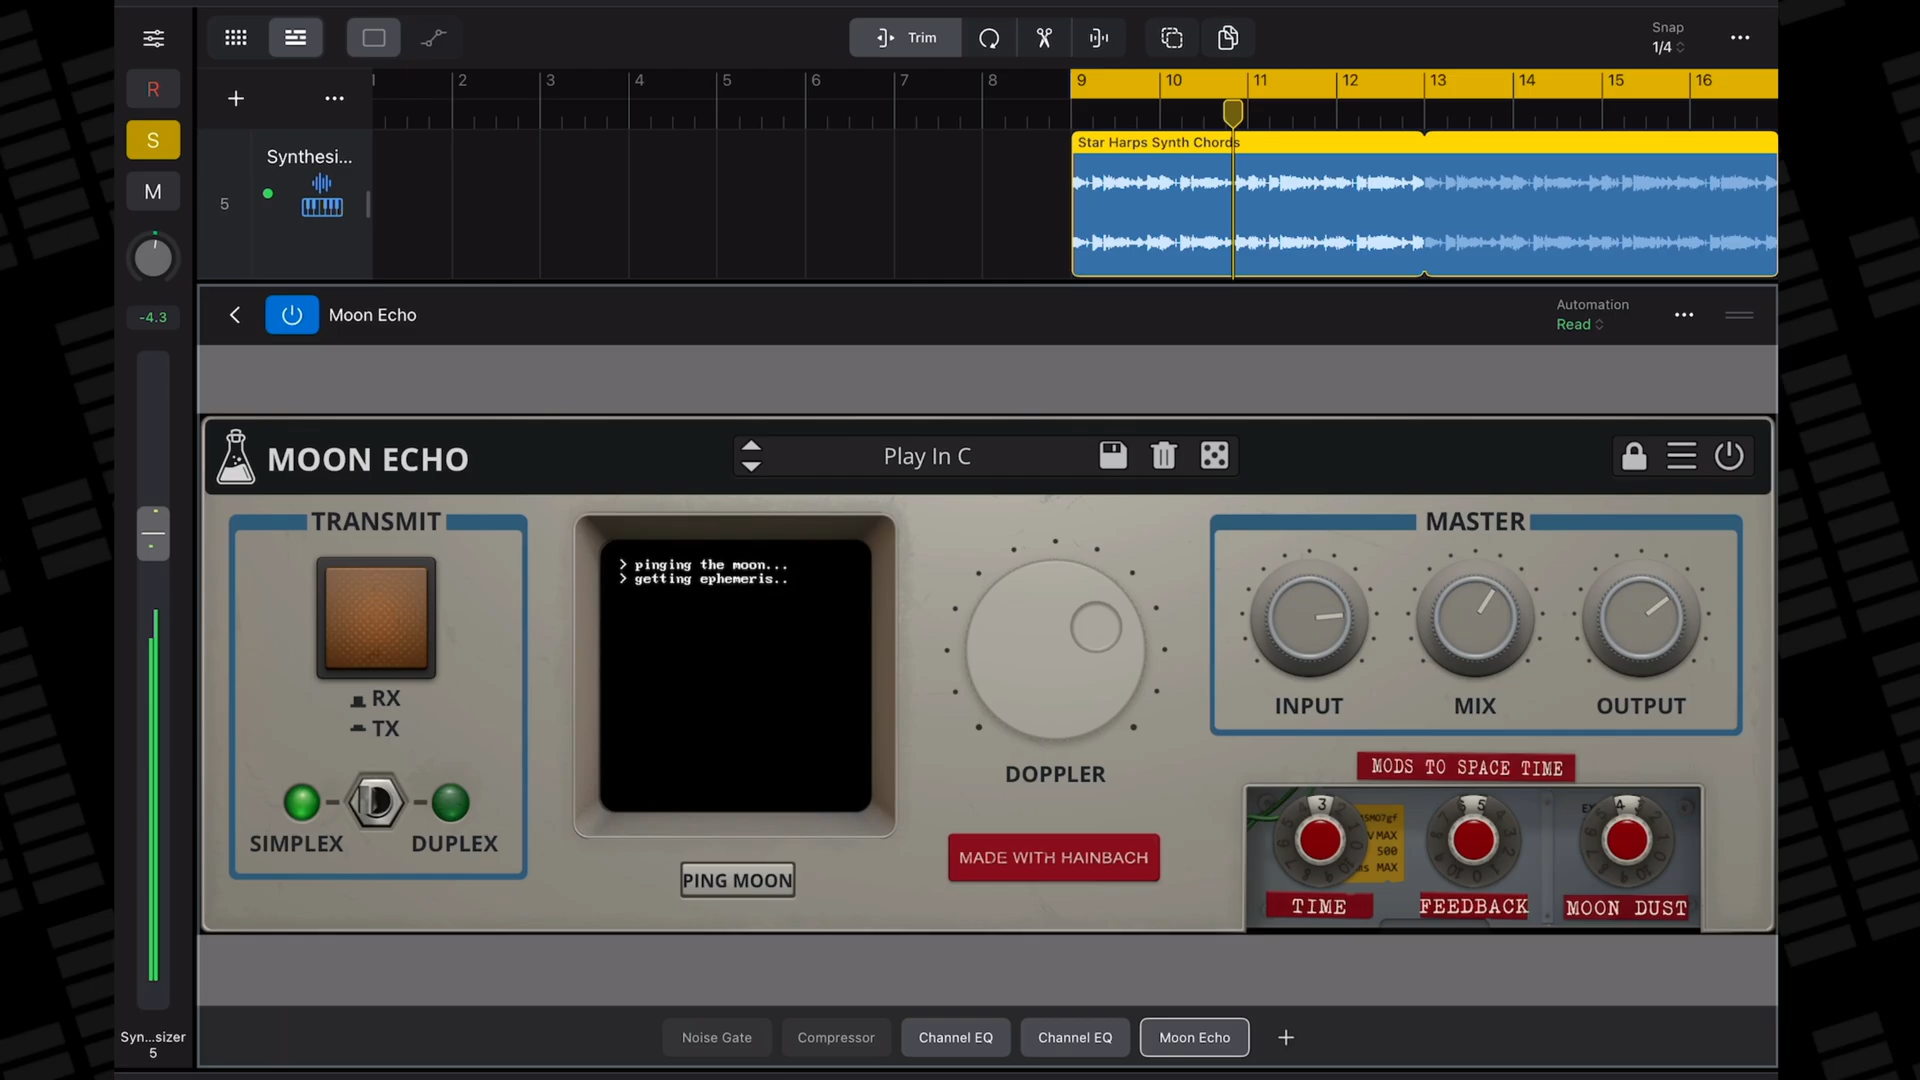 Trim
Snap
1/4
R
S
M
-4.3
Syn...sizer
5
1
2
3
4
5
6
7
8
9
10
11
12
13
14
15
16
Synthesi...
5
Star Harps Synth Chords
Moon Echo
Automation
Read
MOON ECHO
Play In C
TRANSMIT
RX
TX
SIMPLEX
DUPLEX
> pinging the moon...
> getting ephemeris..
PING MOON
DOPPLER
MADE WITH HAINBACH
MASTER
INPUT
MIX
OUTPUT
MODS TO SPACE TIME
TIME
FEEDBACK
MOON DUST
Noise Gate
Compressor
Channel EQ
Channel EQ
Moon Echo